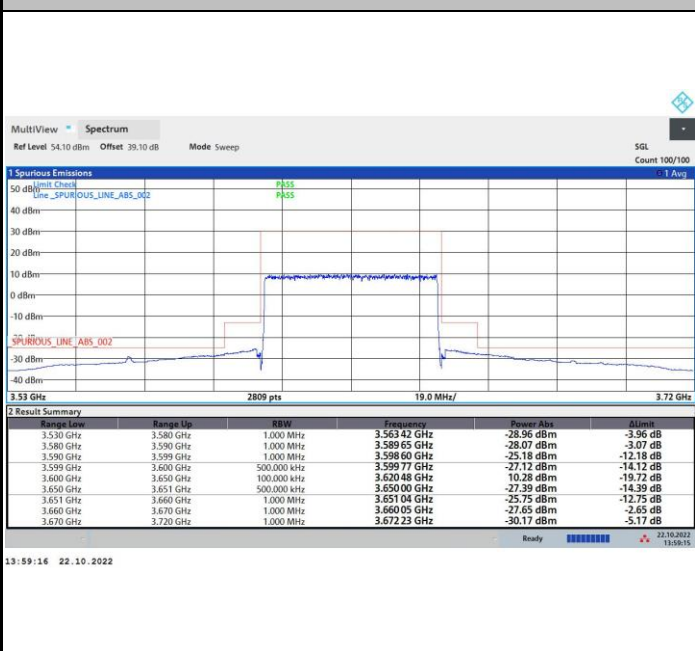 MultiView Spectrum
Ref Level 54.10 dBm Offset 39.10 dB Mode Sweep SGL
Count 100/100
1 Spurious Emissions 1 Avg
50 dBm Limit Check PASS
Line _SPURIOUS_LINE_ABS_002 PASS
40 dBm
30 dBm
20 dBm
10 dBm
0 dBm
-10 dBm
SPURIOUS_LINE_ABS_002
-30 dBm
-40 dBm
3.53 GHz 2809 pts 19.0 MHz/ 3.72 GHz
2 Result Summary
Range Low Range Up RBW Frequency Power Abs ΔLimit
3.530 GHz 3.580 GHz 1.000 MHz 3.563 42 GHz -28.96 dBm -3.96 dB
3.580 GHz 3.590 GHz 1.000 MHz 3.589 65 GHz -28.07 dBm -3.07 dB
3.590 GHz 3.599 GHz 1.000 MHz 3.598 60 GHz -25.18 dBm -12.18 dB
3.599 GHz 3.600 GHz 500.000 kHz 3.599 77 GHz -27.12 dBm -14.12 dB
3.600 GHz 3.650 GHz 100.000 kHz 3.620 48 GHz 10.28 dBm -19.72 dB
3.650 GHz 3.651 GHz 500.000 kHz 3.650 00 GHz -27.39 dBm -14.39 dB
3.651 GHz 3.660 GHz 1.000 MHz 3.651 04 GHz -25.75 dBm -12.75 dB
3.660 GHz 3.670 GHz 1.000 MHz 3.660 05 GHz -27.65 dBm -2.65 dB
3.670 GHz 3.720 GHz 1.000 MHz 3.672 23 GHz -30.17 dBm -5.17 dB
Ready 22.10.2022
13:59:15
13:59:16 22.10.2022